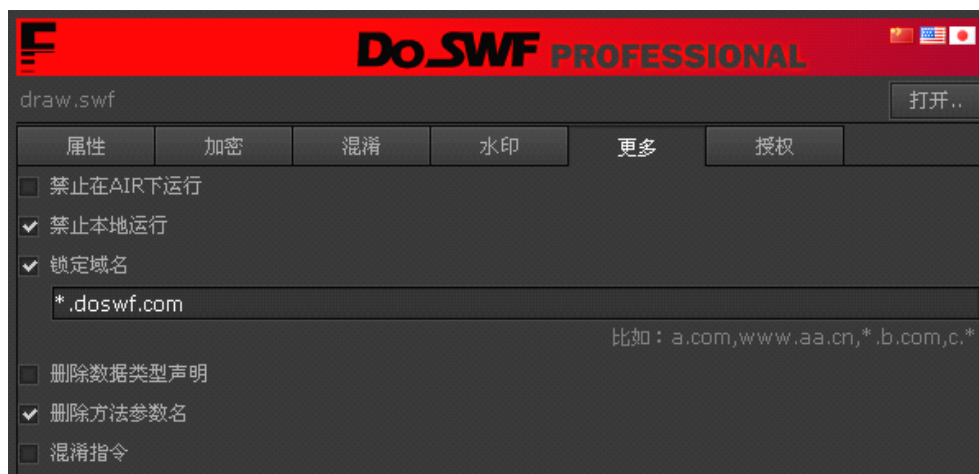 DoSWF PROFESSIONAL
draw.swf 打开..
属性 加密 混淆 水印 更多 授权
禁止在AIR下运行
禁止本地运行
锁定域名
*.doswf.com
比如：a.com,www.aa.cn,*.b.com,c.*
删除数据类型声明
删除方法参数名
混淆指令